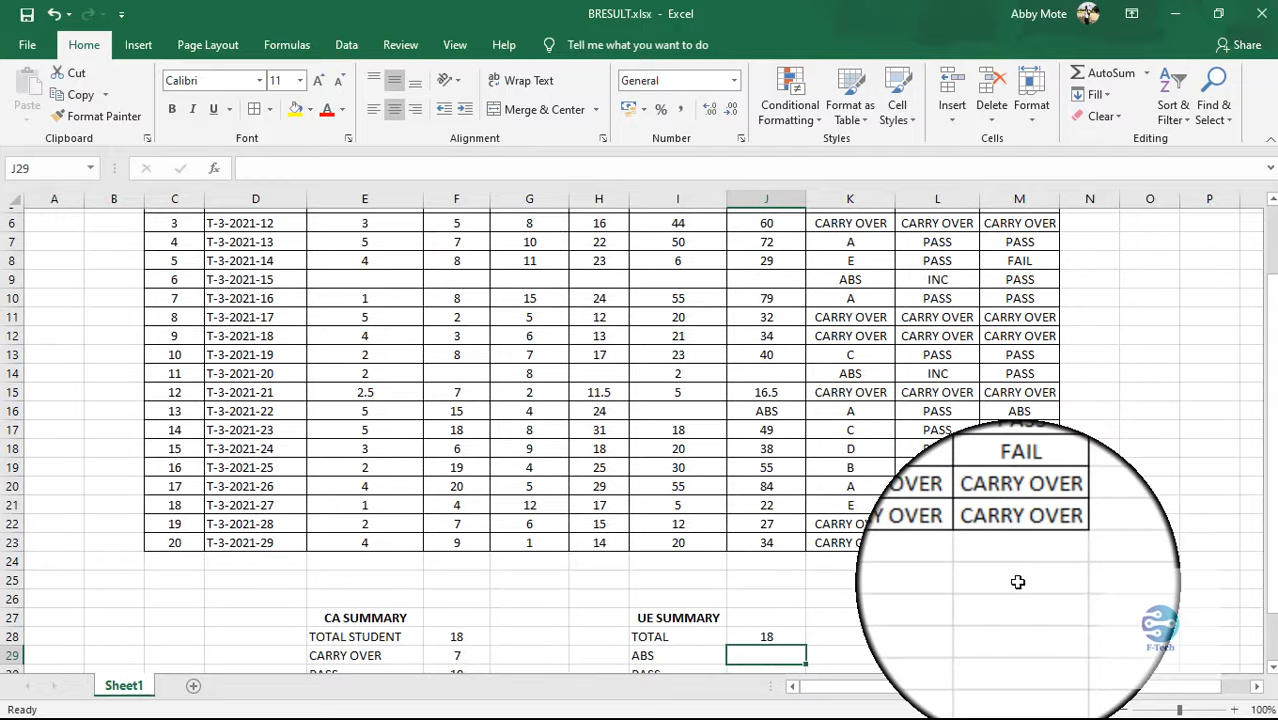 BRESULT.xlsx - Excel
Abby Mote
File Home Insert Page Layout Formulas Data Review View Help Tell me what you want to do Share
Cut
Copy
Format Painter
Paste
Clipboard
Calibri 11
B I U
Font
Wrap Text
Merge & Center
Alignment
General
Number
Conditional Formatting
Format as Table
Cell Styles
Styles
Insert Delete Format
Cells
AutoSum
Fill
Clear
Sort & Filter
Find & Select
Editing
J29 fx
A B C D E F G H I J K L M N O P
6 3 T-3-2021-12 3 5 8 16 44 60 CARRY OVER CARRY OVER CARRY OVER
7 4 T-3-2021-13 5 7 10 22 50 72 A PASS PASS
8 5 T-3-2021-14 4 8 11 23 6 29 E PASS FAIL
9 6 T-3-2021-15 ABS INC PASS
10 7 T-3-2021-16 1 8 15 24 55 79 A PASS PASS
11 8 T-3-2021-17 5 2 5 12 20 32 CARRY OVER CARRY OVER CARRY OVER
12 9 T-3-2021-18 4 3 6 13 21 34 CARRY OVER CARRY OVER CARRY OVER
13 10 T-3-2021-19 2 8 7 17 23 40 C PASS PASS
14 11 T-3-2021-20 2 8 2 ABS INC PASS
15 12 T-3-2021-21 2.5 7 2 11.5 5 16.5 CARRY OVER CARRY OVER CARRY OVER
16 13 T-3-2021-22 5 15 4 24 ABS A PASS ABS
17 14 T-3-2021-23 5 18 8 31 18 49 C PASS
18 15 T-3-2021-24 3 6 9 18 20 38 D FAIL
19 16 T-3-2021-25 2 19 4 25 30 55 B OVER CARRY OVER
20 17 T-3-2021-26 4 20 5 29 55 84 A Y OVER CARRY OVER
21 18 T-3-2021-27 1 4 12 17 5 22 E
22 19 T-3-2021-28 2 7 6 15 12 27 CARRY O
23 20 T-3-2021-29 4 9 1 14 20 34 CARRY O
24
25
26
27 CA SUMMARY UE SUMMARY
28 TOTAL STUDENT 18 TOTAL 18
29 CARRY OVER 7 ABS
F-Tech
Sheet1
Ready 100%